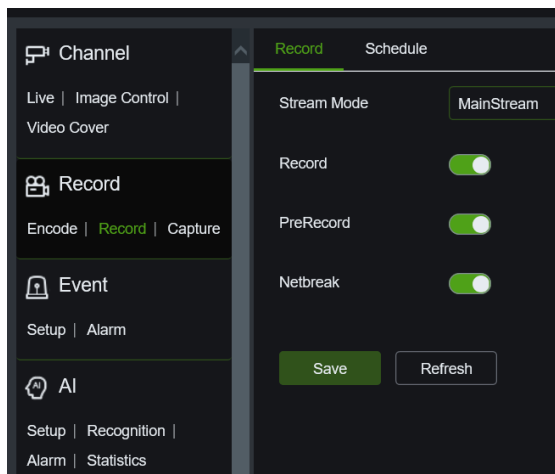 Channel
Live | Image Control |
Video Cover
Record
Encode | Record | Capture
Event
Setup | Alarm
AI
AI
Setup | Recognition |
Alarm | Statistics
Record Schedule
Stream Mode MainStream
Record
PreRecord
Netbreak
Save Refresh